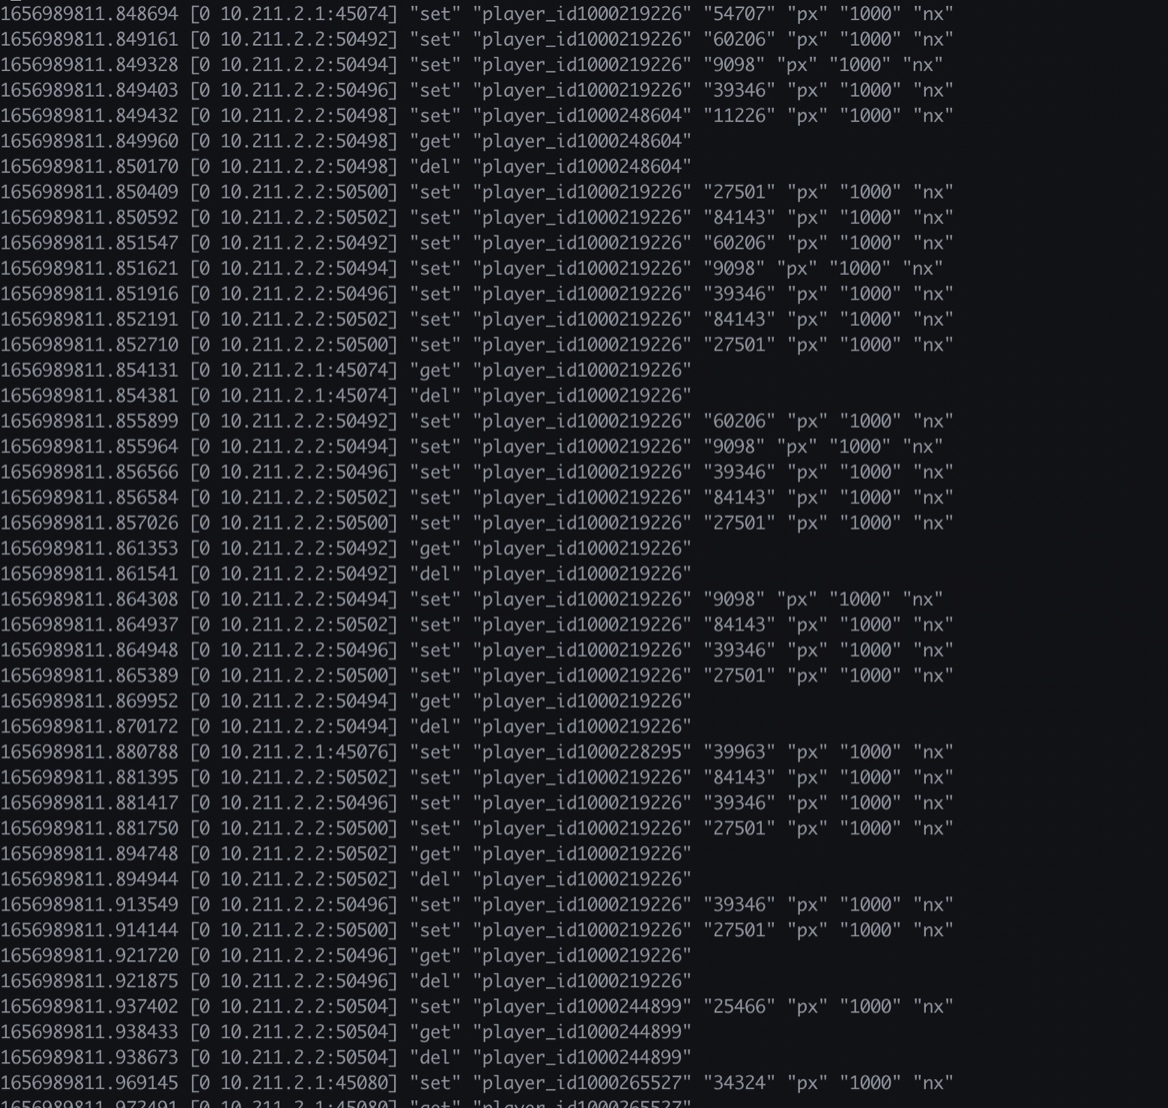 1656989811.848694 [0 10.211.2.1:45074] "set" "player_id1000219226" "54707" "px" "1000" "nx"
1656989811.849161 [0 10.211.2.2:50492] "set" "player_id1000219226" "60206" "px" "1000" "nx"
1656989811.849328 [0 10.211.2.2:50494] "set" "player_id1000219226" "9098" "px" "1000" "nx"
1656989811.849403 [0 10.211.2.2:50496] "set" "player_id1000219226" "39346" "px" "1000" "nx"
1656989811.849432 [0 10.211.2.2:50498] "set" "player_id1000248604" "11226" "px" "1000" "nx"
1656989811.849960 [0 10.211.2.2:50498] "get" "player_id1000248604"
1656989811.850170 [0 10.211.2.2:50498] "del" "player_id1000248604"
1656989811.850409 [0 10.211.2.2:50500] "set" "player_id1000219226" "27501" "px" "1000" "nx"
1656989811.850592 [0 10.211.2.2:50502] "set" "player_id1000219226" "84143" "px" "1000" "nx"
1656989811.851547 [0 10.211.2.2:50492] "set" "player_id1000219226" "60206" "px" "1000" "nx"
1656989811.851621 [0 10.211.2.2:50494] "set" "player_id1000219226" "9098" "px" "1000" "nx"
1656989811.851916 [0 10.211.2.2:50496] "set" "player_id1000219226" "39346" "px" "1000" "nx"
1656989811.852191 [0 10.211.2.2:50502] "set" "player_id1000219226" "84143" "px" "1000" "nx"
1656989811.852710 [0 10.211.2.2:50500] "set" "player_id1000219226" "27501" "px" "1000" "nx"
1656989811.854131 [0 10.211.2.1:45074] "get" "player_id1000219226"
1656989811.854381 [0 10.211.2.1:45074] "del" "player_id1000219226"
1656989811.855899 [0 10.211.2.2:50492] "set" "player_id1000219226" "60206" "px" "1000" "nx"
1656989811.855964 [0 10.211.2.2:50494] "set" "player_id1000219226" "9098" "px" "1000" "nx"
1656989811.856566 [0 10.211.2.2:50496] "set" "player_id1000219226" "39346" "px" "1000" "nx"
1656989811.856584 [0 10.211.2.2:50502] "set" "player_id1000219226" "84143" "px" "1000" "nx"
1656989811.857026 [0 10.211.2.2:50500] "set" "player_id1000219226" "27501" "px" "1000" "nx"
1656989811.861353 [0 10.211.2.2:50492] "get" "player_id1000219226"
1656989811.861541 [0 10.211.2.2:50492] "del" "player_id1000219226"
1656989811.864308 [0 10.211.2.2:50494] "set" "player_id1000219226" "9098" "px" "1000" "nx"
1656989811.864937 [0 10.211.2.2:50502] "set" "player_id1000219226" "84143" "px" "1000" "nx"
1656989811.864948 [0 10.211.2.2:50496] "set" "player_id1000219226" "39346" "px" "1000" "nx"
1656989811.865389 [0 10.211.2.2:50500] "set" "player_id1000219226" "27501" "px" "1000" "nx"
1656989811.869952 [0 10.211.2.2:50494] "get" "player_id1000219226"
1656989811.870172 [0 10.211.2.2:50494] "del" "player_id1000219226"
1656989811.880788 [0 10.211.2.1:45076] "set" "player_id1000228295" "39963" "px" "1000" "nx"
1656989811.881395 [0 10.211.2.2:50502] "set" "player_id1000219226" "84143" "px" "1000" "nx"
1656989811.881417 [0 10.211.2.2:50496] "set" "player_id1000219226" "39346" "px" "1000" "nx"
1656989811.881750 [0 10.211.2.2:50500] "set" "player_id1000219226" "27501" "px" "1000" "nx"
1656989811.894748 [0 10.211.2.2:50502] "get" "player_id1000219226"
1656989811.894944 [0 10.211.2.2:50502] "del" "player_id1000219226"
1656989811.913549 [0 10.211.2.2:50496] "set" "player_id1000219226" "39346" "px" "1000" "nx"
1656989811.914144 [0 10.211.2.2:50500] "set" "player_id1000219226" "27501" "px" "1000" "nx"
1656989811.921720 [0 10.211.2.2:50496] "get" "player_id1000219226"
1656989811.921875 [0 10.211.2.2:50496] "del" "player_id1000219226"
1656989811.937402 [0 10.211.2.2:50504] "set" "player_id1000244899" "25466" "px" "1000" "nx"
1656989811.938433 [0 10.211.2.2:50504] "get" "player_id1000244899"
1656989811.938673 [0 10.211.2.2:50504] "del" "player_id1000244899"
1656989811.969145 [0 10.211.2.1:45080] "set" "player_id1000265527" "34324" "px" "1000" "nx"
1656989811.972491 [0 10.211.2.1:45080] "get" "player_id1000265527"